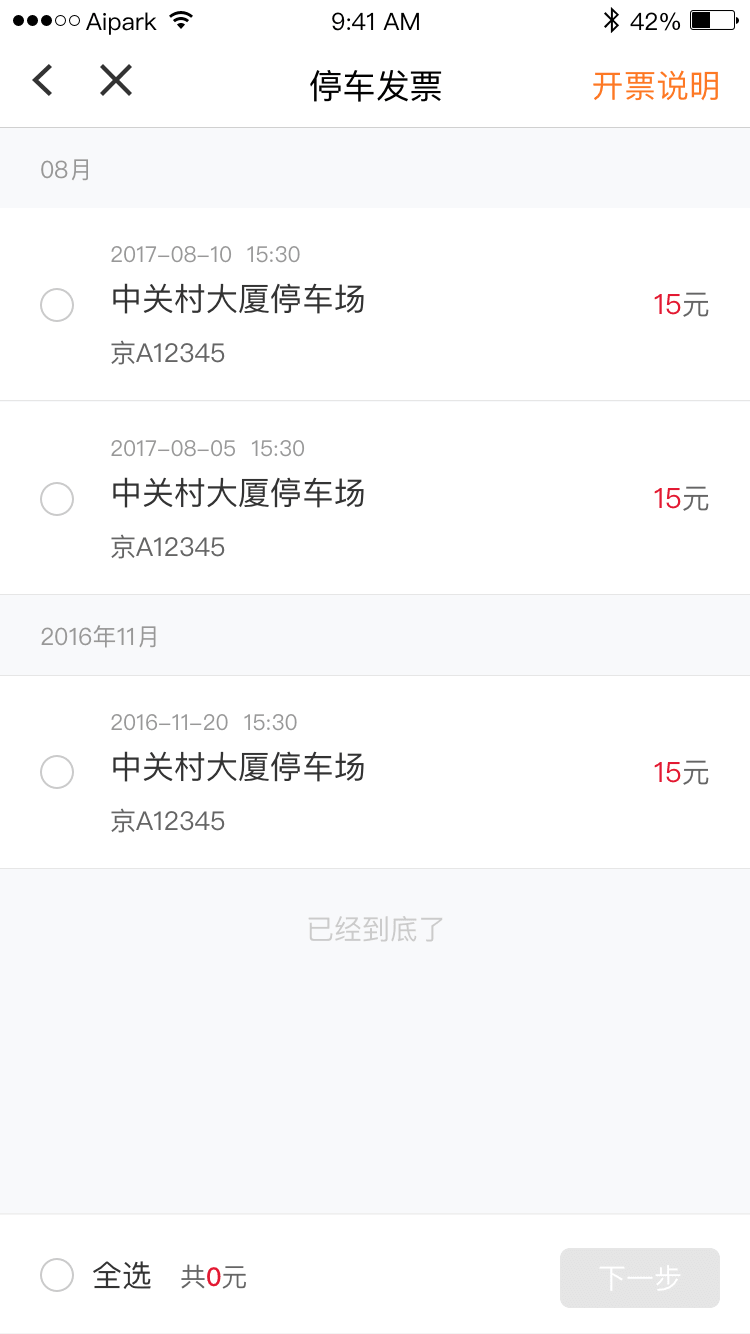 Aipark 9:41 AM 42%
停车发票 开票说明
08月
2017-08-10 15:30
中关村大厦停车场 15元
京A12345
2017-08-05 15:30
中关村大厦停车场 15元
京A12345
2016年11月
2016-11-20 15:30
中关村大厦停车场 15元
京A12345
已经到底了
全选 共0元 下一步